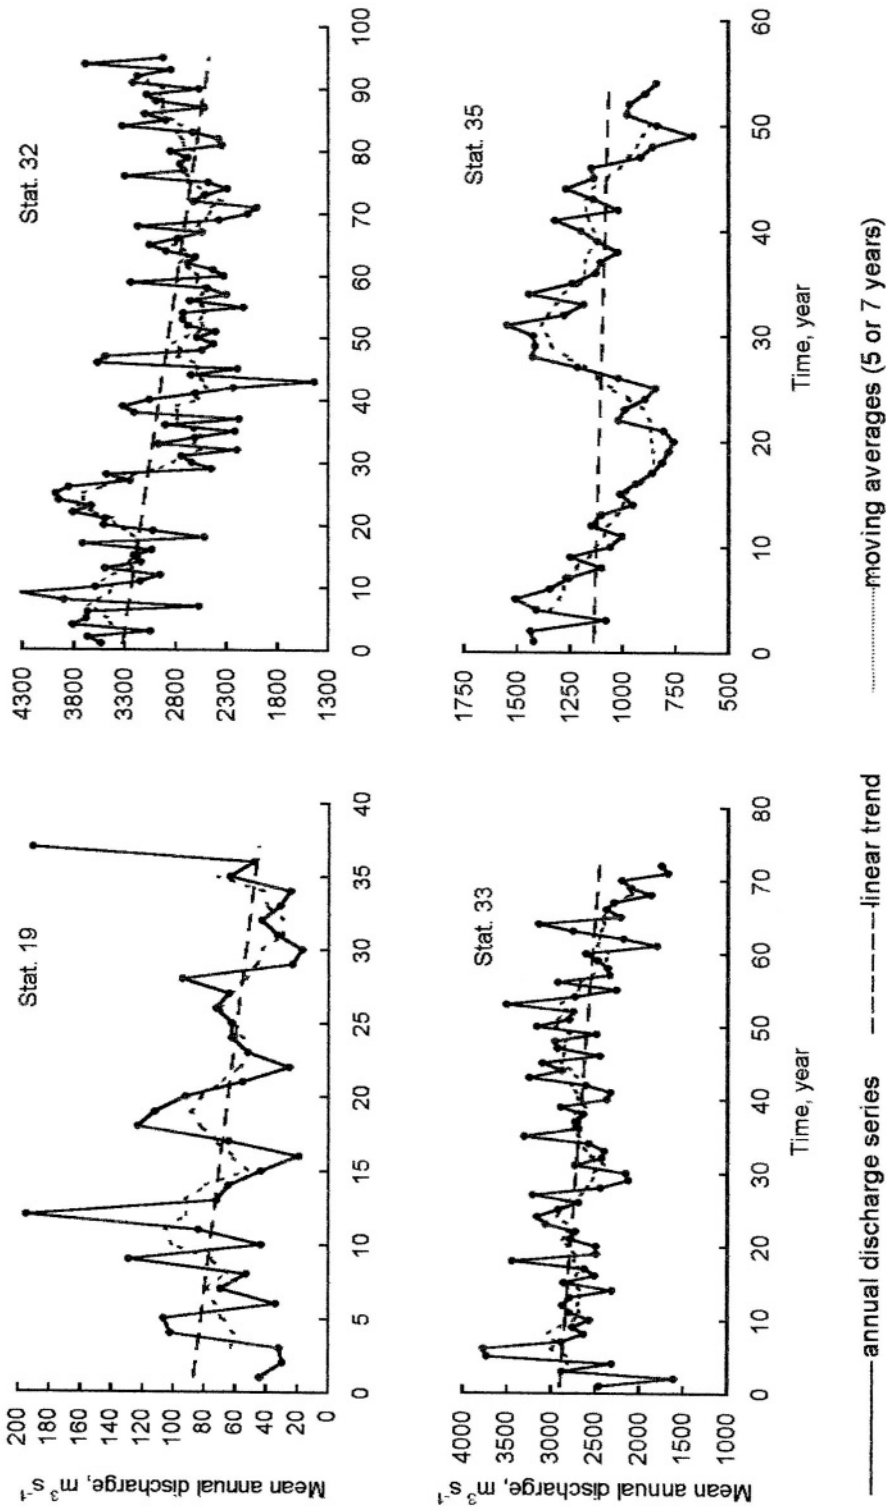 Stat. 19
Mean annual discharge, m³s⁻¹
200
180
160
140
120
100
80
60
40
20
0
0 5 10 15 20 25 30 35 40
Stat. 32
4300
3800
3300
2800
2300
1800
1300
0 10 20 30 40 50 60 70 80 90 100
Stat. 33
Mean annual discharge, m³s⁻¹
4000
3000
2500
2000
1500
1000
0 10 20 30 40 50 60 70 80
Time, year
Stat. 35
1750
1500
1250
1000
750
500
0 10 20 30 40 50 60
Time, year
annual discharge series linear trend moving averages (5 or 7 years)